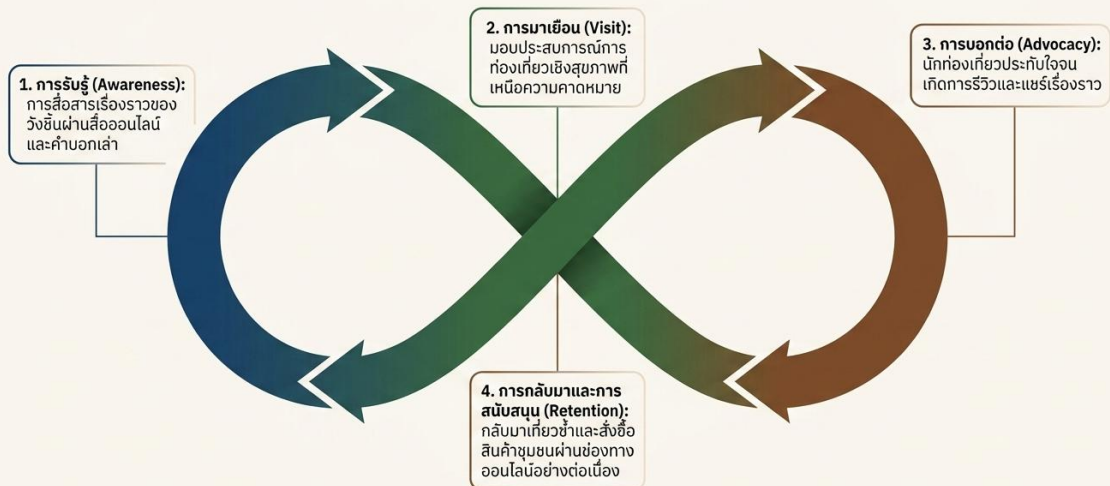 1. การรับรู้ (Awareness):
การสื่อสารเรื่องราวของ
วังชิ้นผ่านสื่อออนไลน์
และคำบอกเล่า
2. การมาเยือน (Visit):
มอบประสบการณ์การ
ท่องเที่ยวเชิงสุขภาพที่
เหนือความคาดหมาย
3. การบอกต่อ (Advocacy):
นักท่องเที่ยวประทับใจจน
เกิดการรีวิวและแชร์เรื่องราว
4. การกลับมาและการ
สนับสนุน (Retention):
กลับมาเที่ยวซ้ำและสั่งซื้อ
สินค้าชุมชนผ่านช่องทาง
ออนไลน์อย่างต่อเนื่อง